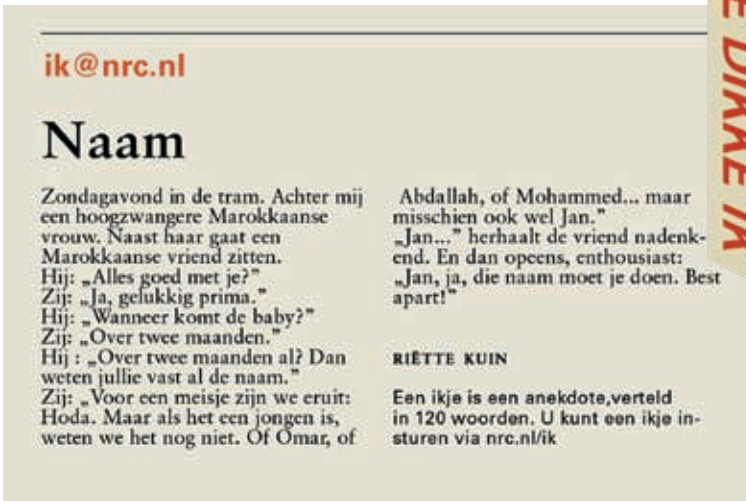 ik@nrc.nl
Naam
Zondagavond in de tram. Achter mij
een hoogzwangere Marokkaanse
vrouw. Naast haar gaat een
Marokkaanse vriend zitten.
Hij: „Alles goed met je?”
Zij: „Ja, gelukkig prima.”
Hij: „Wanneer komt de baby?”
Zij: „Over twee maanden.”
Hij : „Over twee maanden al? Dan
weten jullie vast al de naam.”
Zij: „Voor een meisje zijn we eruit:
Hoda. Maar als het een jongen is,
weten we het nog niet. Of Omar, of
Abdallah, of Mohammed... maar
misschien ook wel Jan.”
„Jan...” herhaalt de vriend nadenk-
end. En dan opeens, enthousiast:
„Jan, ja, die naam moet je doen. Best
apart!”
RIËTTE KUIN
Een ikje is een anekdote,verteld
in 120 woorden. U kunt een ikje in-
sturen via nrc.nl/ik
E DIKKE IK